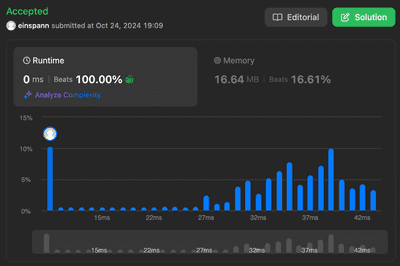 Accepted
einspann submitted at Oct 24, 2024 19:09
Editorial
Solution
Runtime
0 ms | Beats 100.00%
Analyze Complexity
Memory
16.64 MB | Beats 16.61%
15%
10%
5%
0%
15ms 22ms 27ms 32ms 37ms 42ms
15ms 22ms 27ms 32ms 37ms 42ms